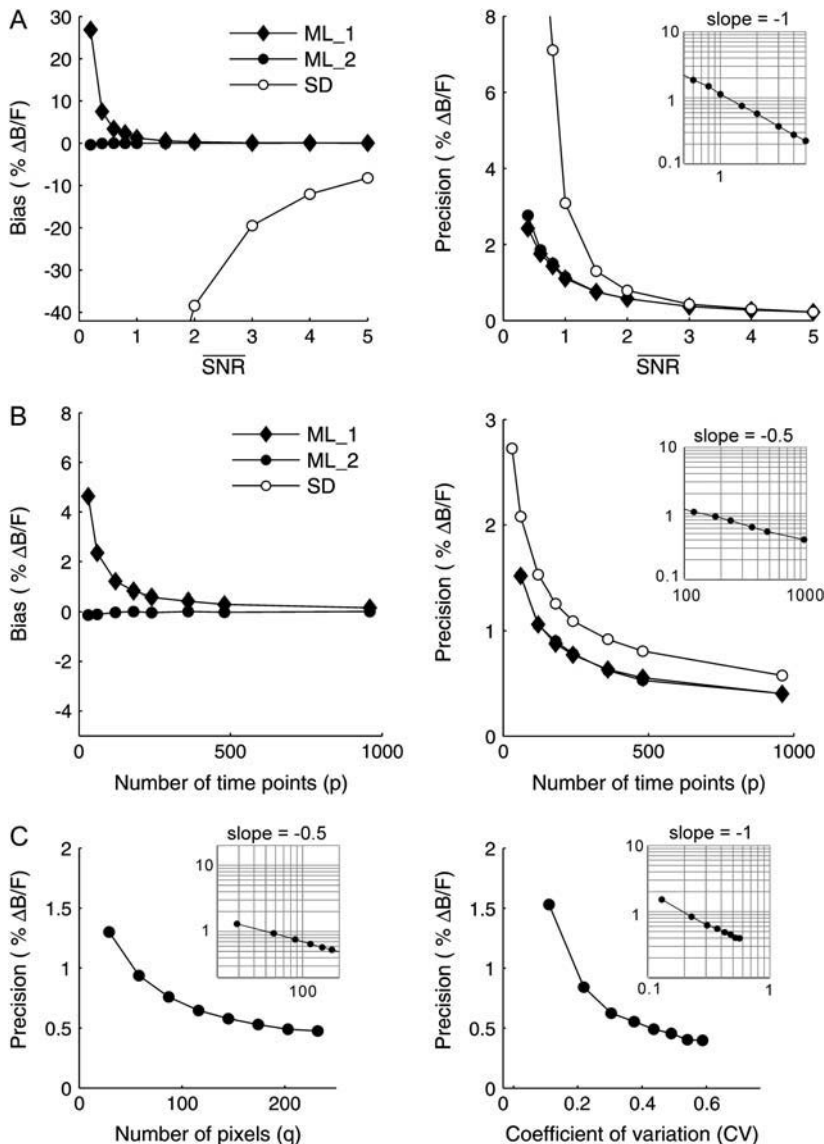 A
30
20
10
0
-10
-20
-30
-40
Bias ( % ΔB/F)
0 1 2 3 4 5
SNR
ML_1
ML_2
SD
8
6
4
2
0
Precision ( % ΔB/F)
0 1 2 3 4 5
SNR
slope = -1
10
1
0.1
1
B
8
6
4
2
0
-2
-4
Bias ( % ΔB/F)
0 500 1000
Number of time points (p)
ML_1
ML_2
SD
3
2
1
0
Precision ( % ΔB/F)
0 500 1000
Number of time points (p)
slope = -0.5
10
1
0.1
100 1000
C
2
1.5
1
0.5
0
Precision ( % ΔB/F)
0 100 200
Number of pixels (q)
slope = -0.5
10
1
100
2
1.5
1
0.5
0
Precision ( % ΔB/F)
0 0.2 0.4 0.6
Coefficient of variation (CV)
slope = -1
10
1
0.1
0.1 1